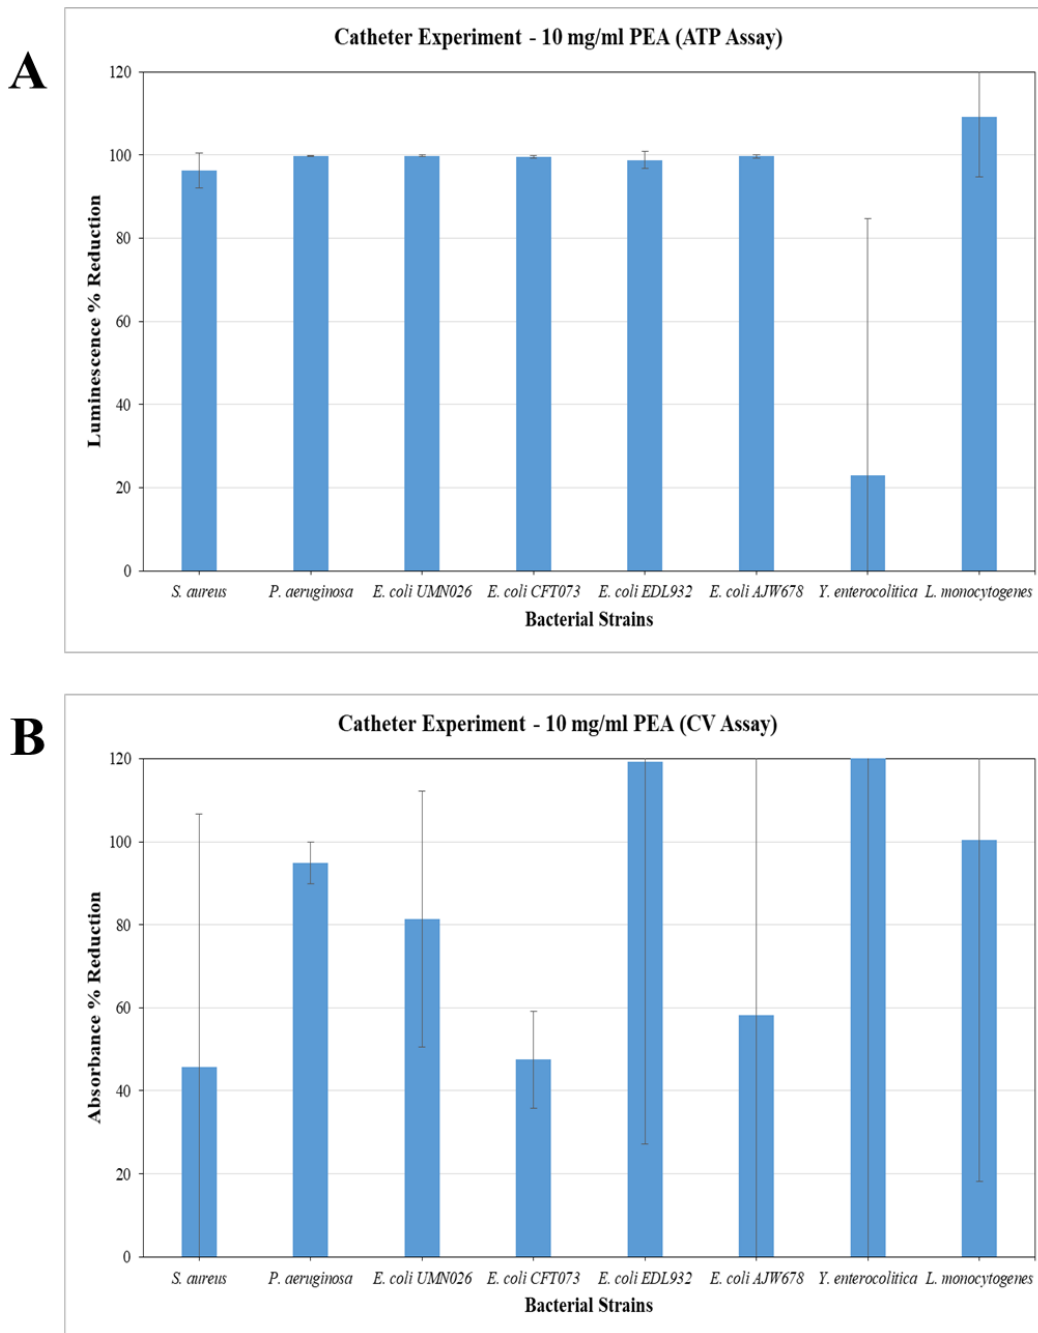 A
Catheter Experiment - 10 mg/ml PEA (ATP Assay)
Luminescence % Reduction
120
100
80
60
40
20
0
S. aureus P. aeruginosa E. coli UMN026 E. coli CFT073 E. coli EDL932 E. coli AJW678 Y. enterocolitica L. monocytogenes
Bacterial Strains
B
Catheter Experiment - 10 mg/ml PEA (CV Assay)
Absorbance % Reduction
120
100
80
60
40
20
0
S. aureus P. aeruginosa E. coli UMN026 E. coli CFT073 E. coli EDL932 E. coli AJW678 Y. enterocolitica L. monocytogenes
Bacterial Strains